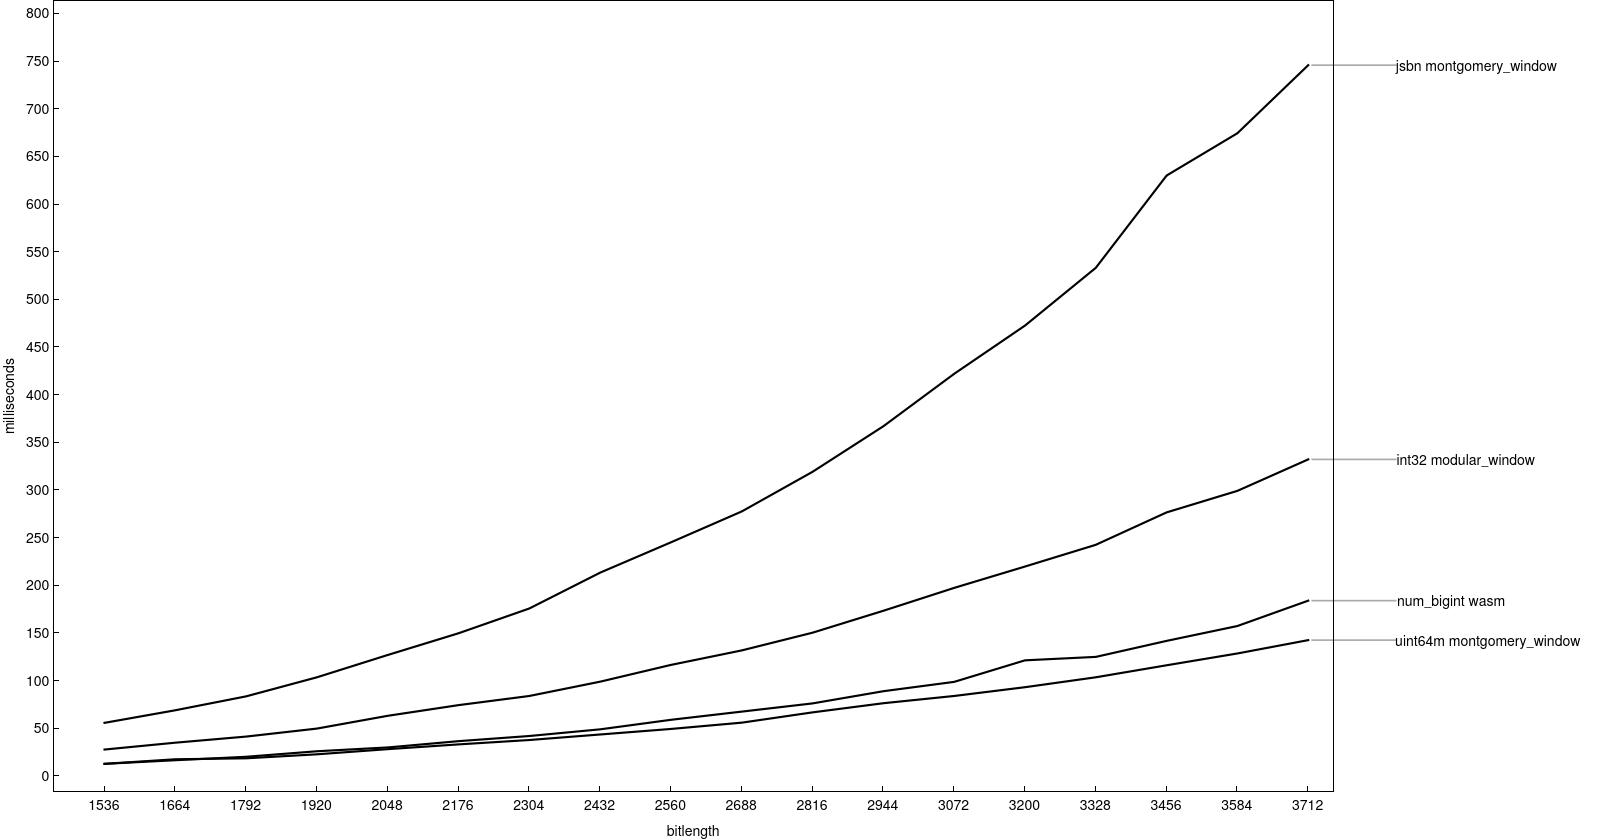 800
750
jsbn montgomery_window
700
650
600
550
500
450
400
milliseconds
350
int32 modular_window
300
250
200
num_bigint wasm
150
uint64m montgomery_window
100
50
0
1536 1664 1792 1920 2048 2176 2304 2432 2560 2688 2816 2944 3072 3200 3328 3456 3584 3712
bitlength